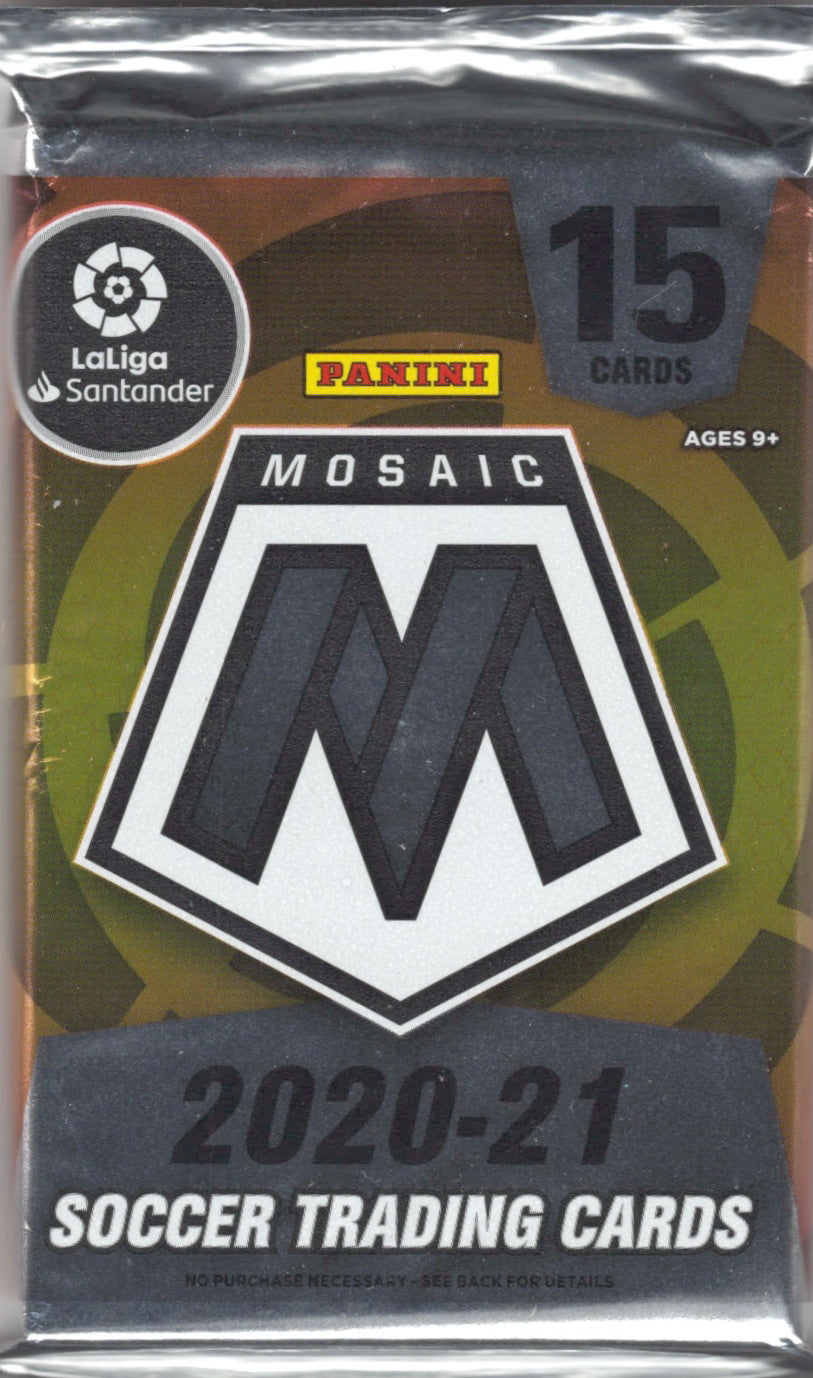 15
CARDS
LaLiga
Santander
PANINI
AGES 9+
MOSAIC
M
2020-21
SOCCER TRADING CARDS
NO PURCHASE NECESSARY - SEE BACK FOR DETAILS